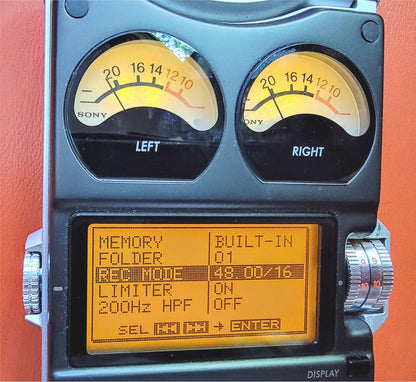 20 16 14 12 10
SONY
LEFT
20 16 14 12 10
SONY
RIGHT
MEMORY BUILT-IN
FOLDER 01
REC MODE 48.00/16
LIMITER ON
200Hz HPF OFF
SEL ⏮ ⏭ → ENTER
DISPLAY